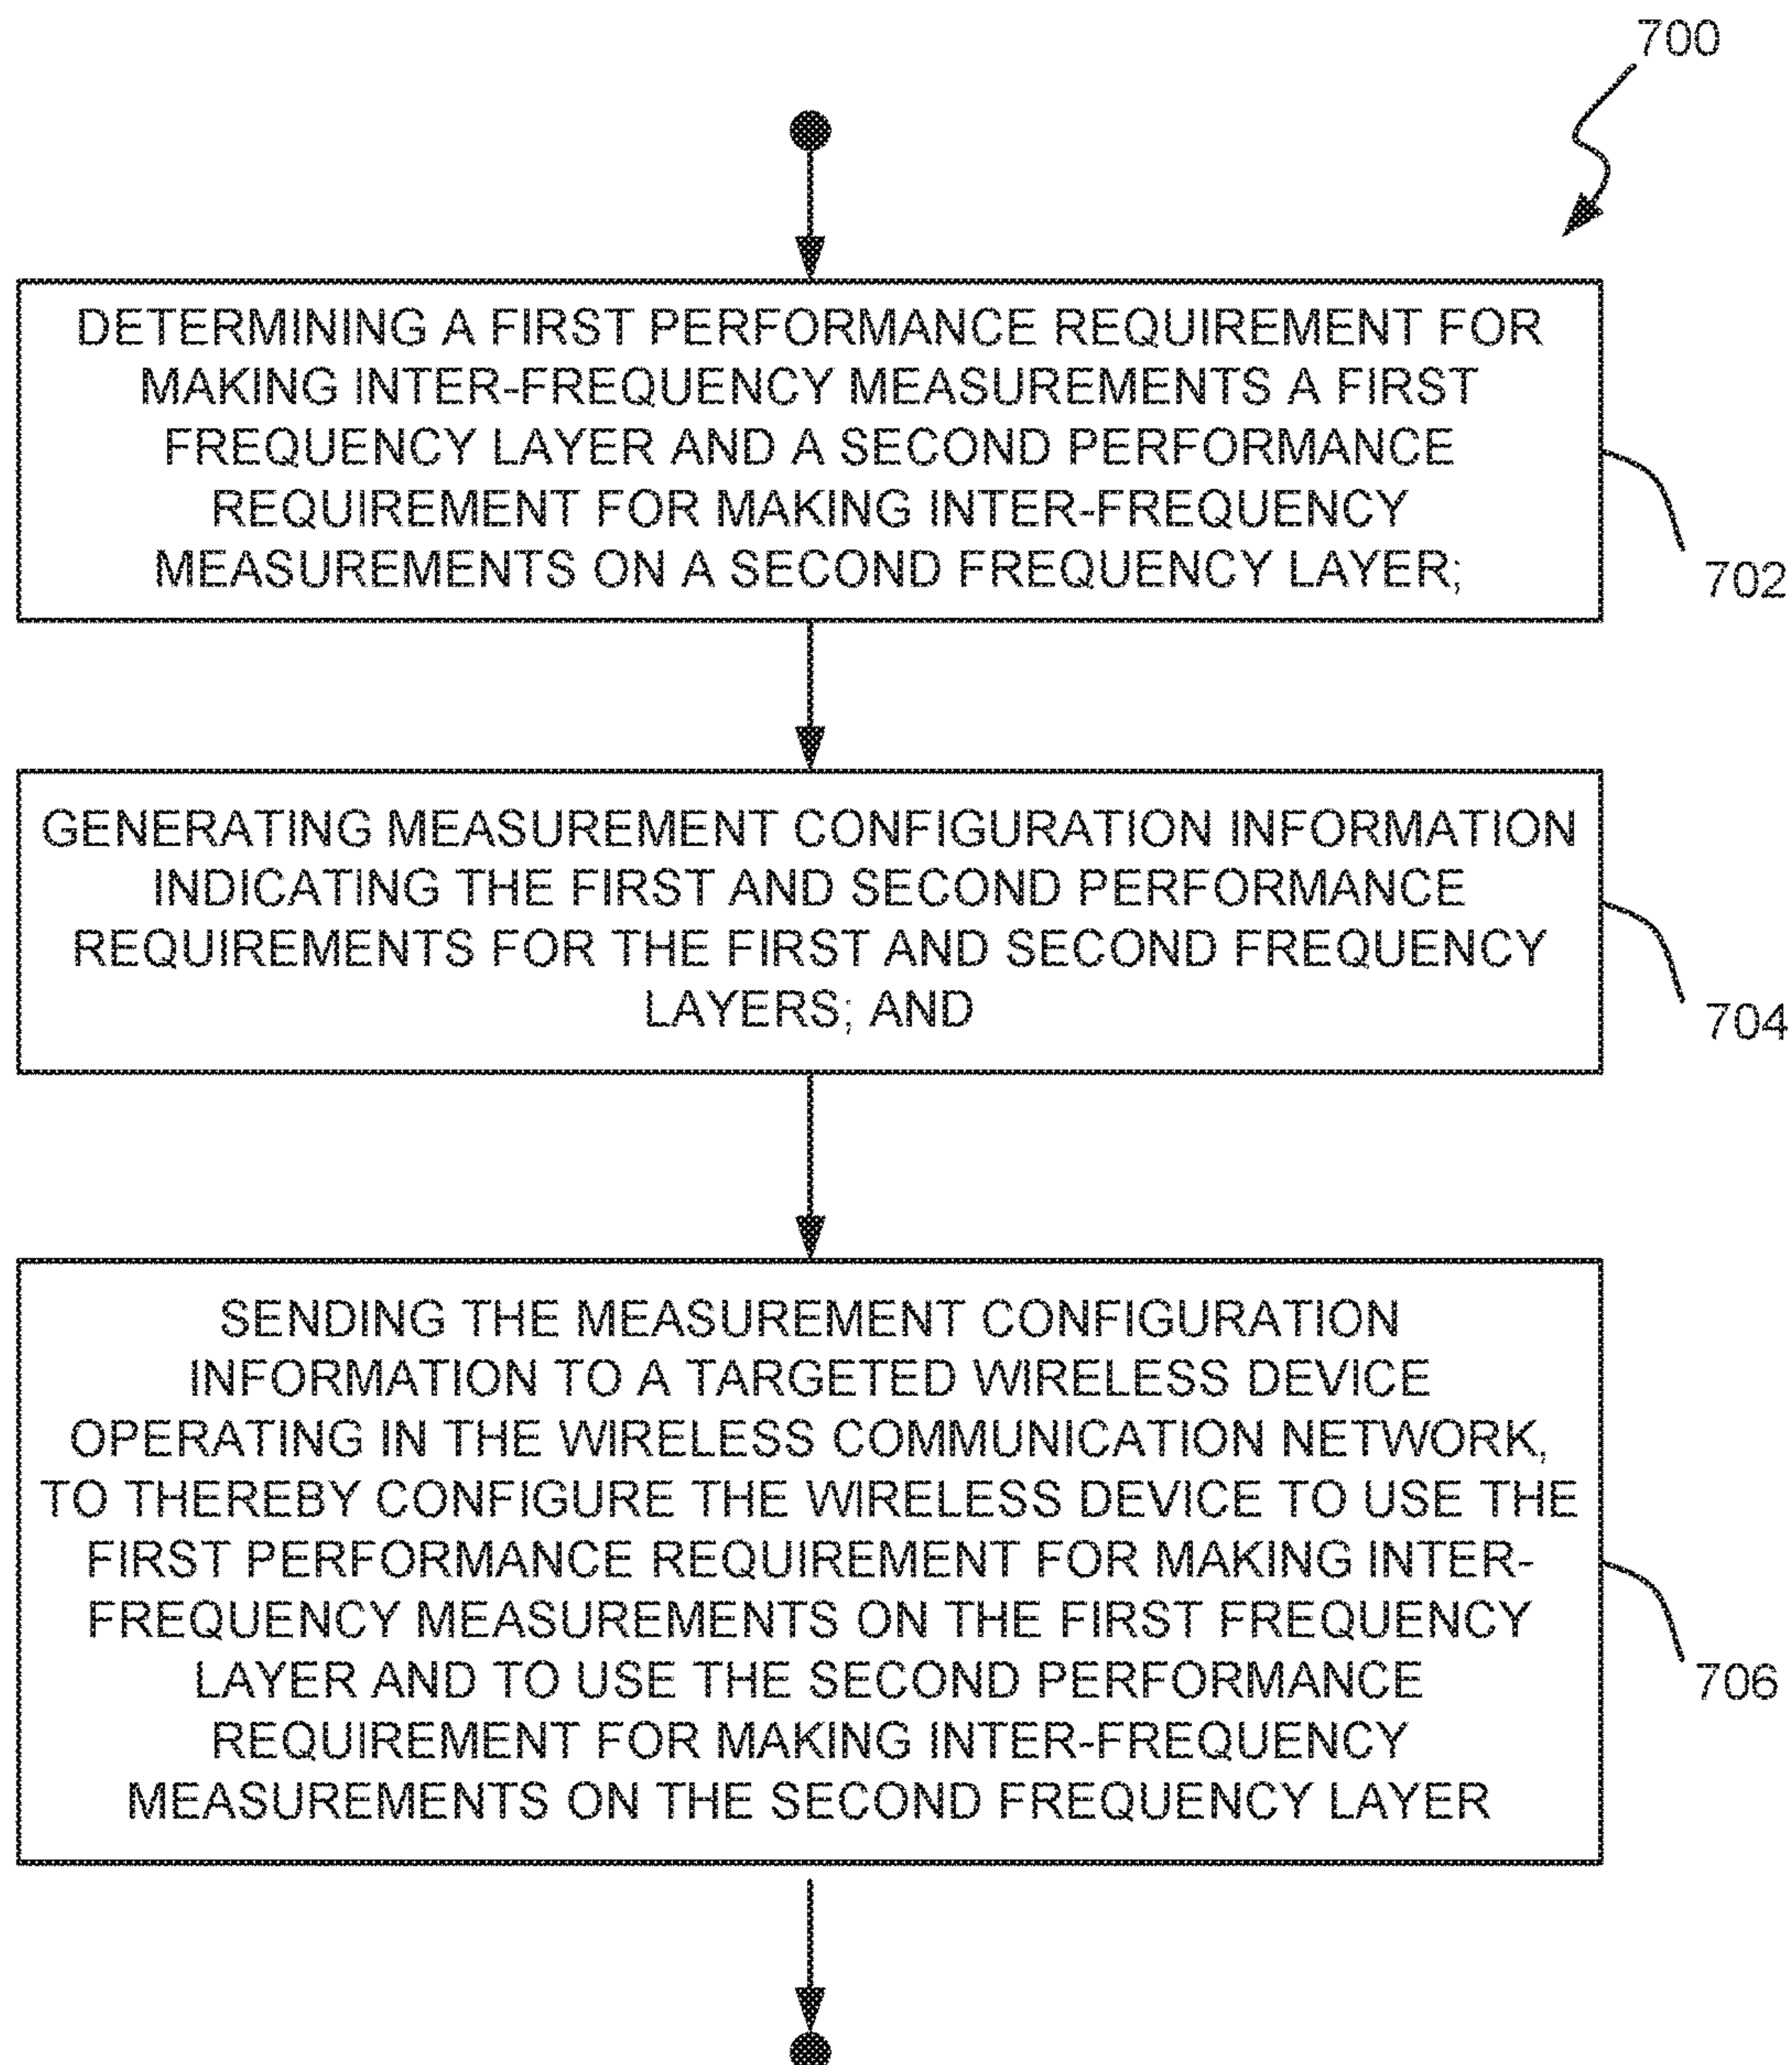 700
DETERMINING A FIRST PERFORMANCE REQUIREMENT FOR
MAKING INTER-FREQUENCY MEASUREMENTS A FIRST
FREQUENCY LAYER AND A SECOND PERFORMANCE
REQUIREMENT FOR MAKING INTER-FREQUENCY
MEASUREMENTS ON A SECOND FREQUENCY LAYER;
702
GENERATING MEASUREMENT CONFIGURATION INFORMATION
INDICATING THE FIRST AND SECOND PERFORMANCE
REQUIREMENTS FOR THE FIRST AND SECOND FREQUENCY
LAYERS; AND
704
SENDING THE MEASUREMENT CONFIGURATION
INFORMATION TO A TARGETED WIRELESS DEVICE
OPERATING IN THE WIRELESS COMMUNICATION NETWORK,
TO THEREBY CONFIGURE THE WIRELESS DEVICE TO USE THE
FIRST PERFORMANCE REQUIREMENT FOR MAKING INTER-
FREQUENCY MEASUREMENTS ON THE FIRST FREQUENCY
LAYER AND TO USE THE SECOND PERFORMANCE
REQUIREMENT FOR MAKING INTER-FREQUENCY
MEASUREMENTS ON THE SECOND FREQUENCY LAYER
706